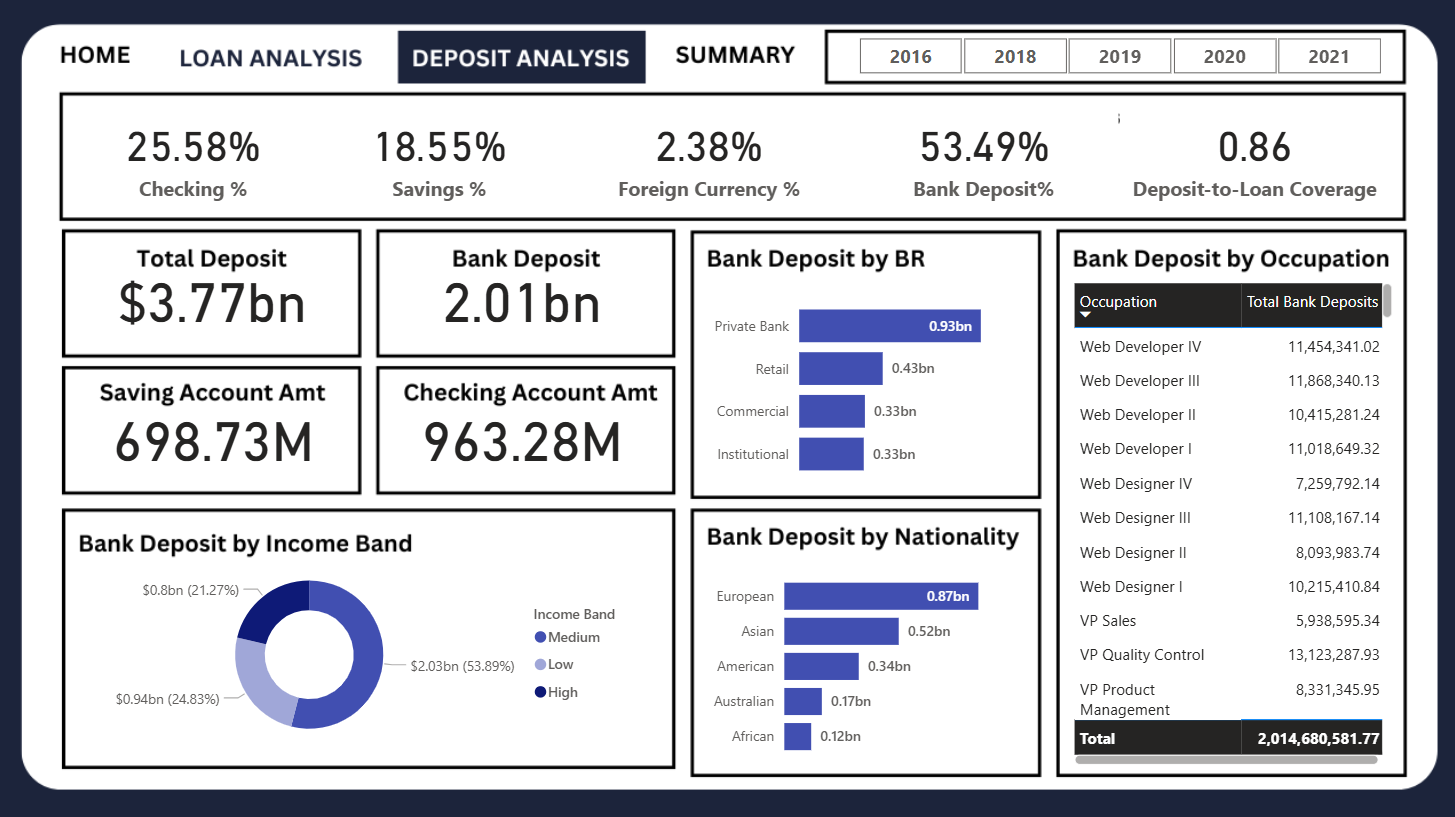 HOME LOAN ANALYSIS DEPOSIT ANALYSIS SUMMARY 2016 2018 2019 2020 2021
25.58% 18.55% 2.38% 53.49% 0.86
Checking % Savings % Foreign Currency % Bank Deposit% Deposit-to-Loan Coverage
Total Deposit
$3.77bn
Bank Deposit
2.01bn
Saving Account Amt
698.73M
Checking Account Amt
963.28M
Bank Deposit by BR
Private Bank 0.93bn
Retail 0.43bn
Commercial 0.33bn
Institutional 0.33bn
Bank Deposit by Occupation
Occupation Total Bank Deposits
Web Developer IV 11,454,341.02
Web Developer III 11,868,340.13
Web Developer II 10,415,281.24
Web Developer I 11,018,649.32
Web Designer IV 7,259,792.14
Web Designer III 11,108,167.14
Web Designer II 8,093,983.74
Web Designer I 10,215,410.84
VP Sales 5,938,595.34
VP Quality Control 13,123,287.93
VP Product 8,331,345.95
Management
Total 2,014,680,581.77
Bank Deposit by Income Band
$0.8bn (21.27%)
$2.03bn (53.89%)
$0.94bn (24.83%)
Income Band
Medium
Low
High
Bank Deposit by Nationality
European 0.87bn
Asian 0.52bn
American 0.34bn
Australian 0.17bn
African 0.12bn